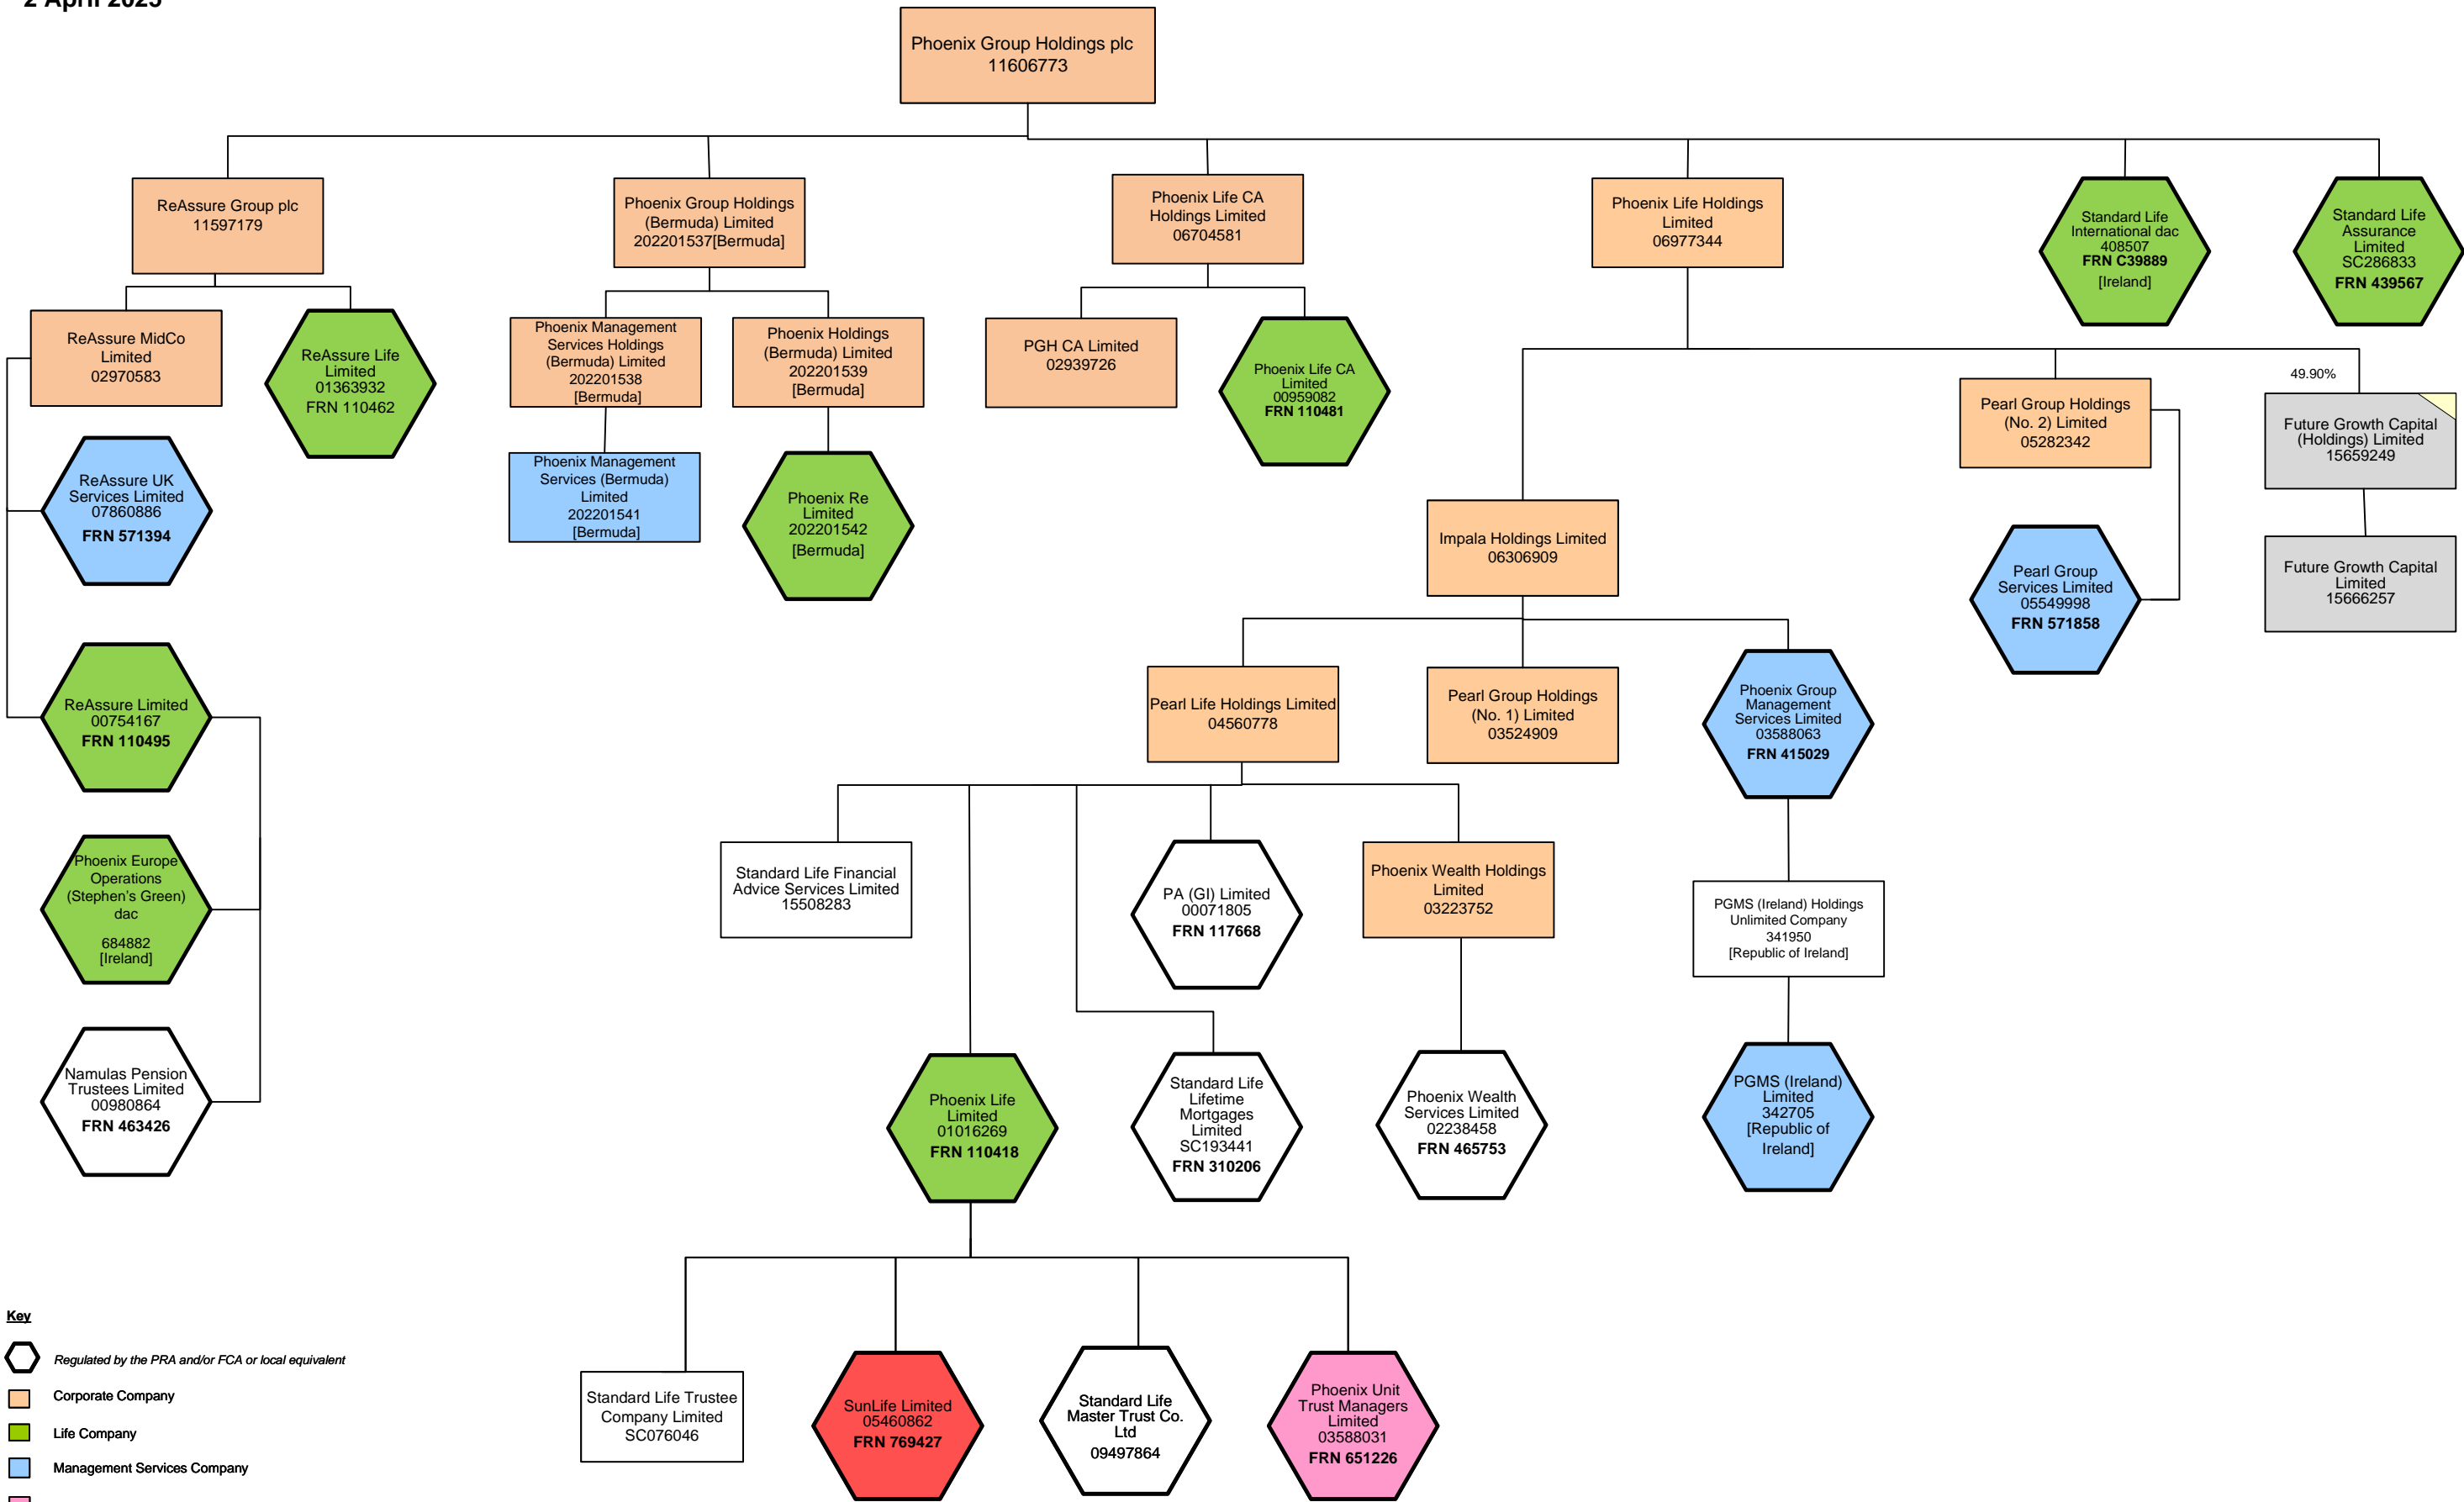 2 April 2025
Phoenix Group Holdings plc
11606773
ReAssure Group plc
11597179
Phoenix Group Holdings
(Bermuda) Limited
202201537[Bermuda]
Phoenix Life CA
Holdings Limited
06704581
Phoenix Life Holdings
Limited
06977344
Standard Life
International dac
408507
FRN C39889
[Ireland]
Standard Life
Assurance
Limited
SC286833
FRN 439567
ReAssure MidCo
Limited
02970583
ReAssure Life
Limited
01363932
FRN 110462
Phoenix Management
Services Holdings
(Bermuda) Limited
202201538
[Bermuda]
Phoenix Holdings
(Bermuda) Limited
202201539
[Bermuda]
PGH CA Limited
02939726
Phoenix Life CA
Limited
00959082
FRN 110481
49.90%
Pearl Group Holdings
(No. 2) Limited
05282342
Future Growth Capital
(Holdings) Limited
15659249
ReAssure UK
Services Limited
07860886
FRN 571394
Phoenix Management
Services (Bermuda)
Limited
202201541
[Bermuda]
Phoenix Re
Limited
202201542
[Bermuda]
Impala Holdings Limited
06306909
Pearl Group
Services Limited
05549998
FRN 571858
Future Growth Capital
Limited
15666257
ReAssure Limited
00754167
FRN 110495
Pearl Life Holdings Limited
04560778
Pearl Group Holdings
(No. 1) Limited
03524909
Phoenix Group
Management
Services Limited
03588063
FRN 415029
Phoenix Europe
Operations
(Stephen's Green)
dac
684882
[Ireland]
Standard Life Financial
Advice Services Limited
15508283
PA (GI) Limited
00071805
FRN 117668
Phoenix Wealth Holdings
Limited
03223752
PGMS (Ireland) Holdings
Unlimited Company
341950
[Republic of Ireland]
Namulas Pension
Trustees Limited
00980864
FRN 463426
Phoenix Life
Limited
01016269
FRN 110418
Standard Life
Lifetime
Mortgages
Limited
SC193441
FRN 310206
Phoenix Wealth
Services Limited
02238458
FRN 465753
PGMS (Ireland)
Limited
342705
[Republic of
Ireland]
Standard Life Trustee
Company Limited
SC076046
SunLife Limited
05460862
FRN 769427
Standard Life
Master Trust Co.
Ltd
09497864
Phoenix Unit
Trust Managers
Limited
03588031
FRN 651226
Key
Regulated by the PRA and/or FCA or local equivalent
Corporate Company
Life Company
Management Services Company